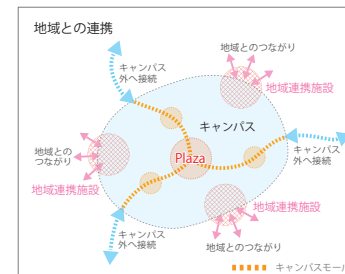 地域との連携
地域とのつながり
キャンパス
外へ接続
地域連携施設
キャンパス
キャンパス
外へ接続
地域との
つながり
Plaza
地域連携施設
地域連携施設
キャンパス
外へ接続
地域とのつながり
キャンパスモール